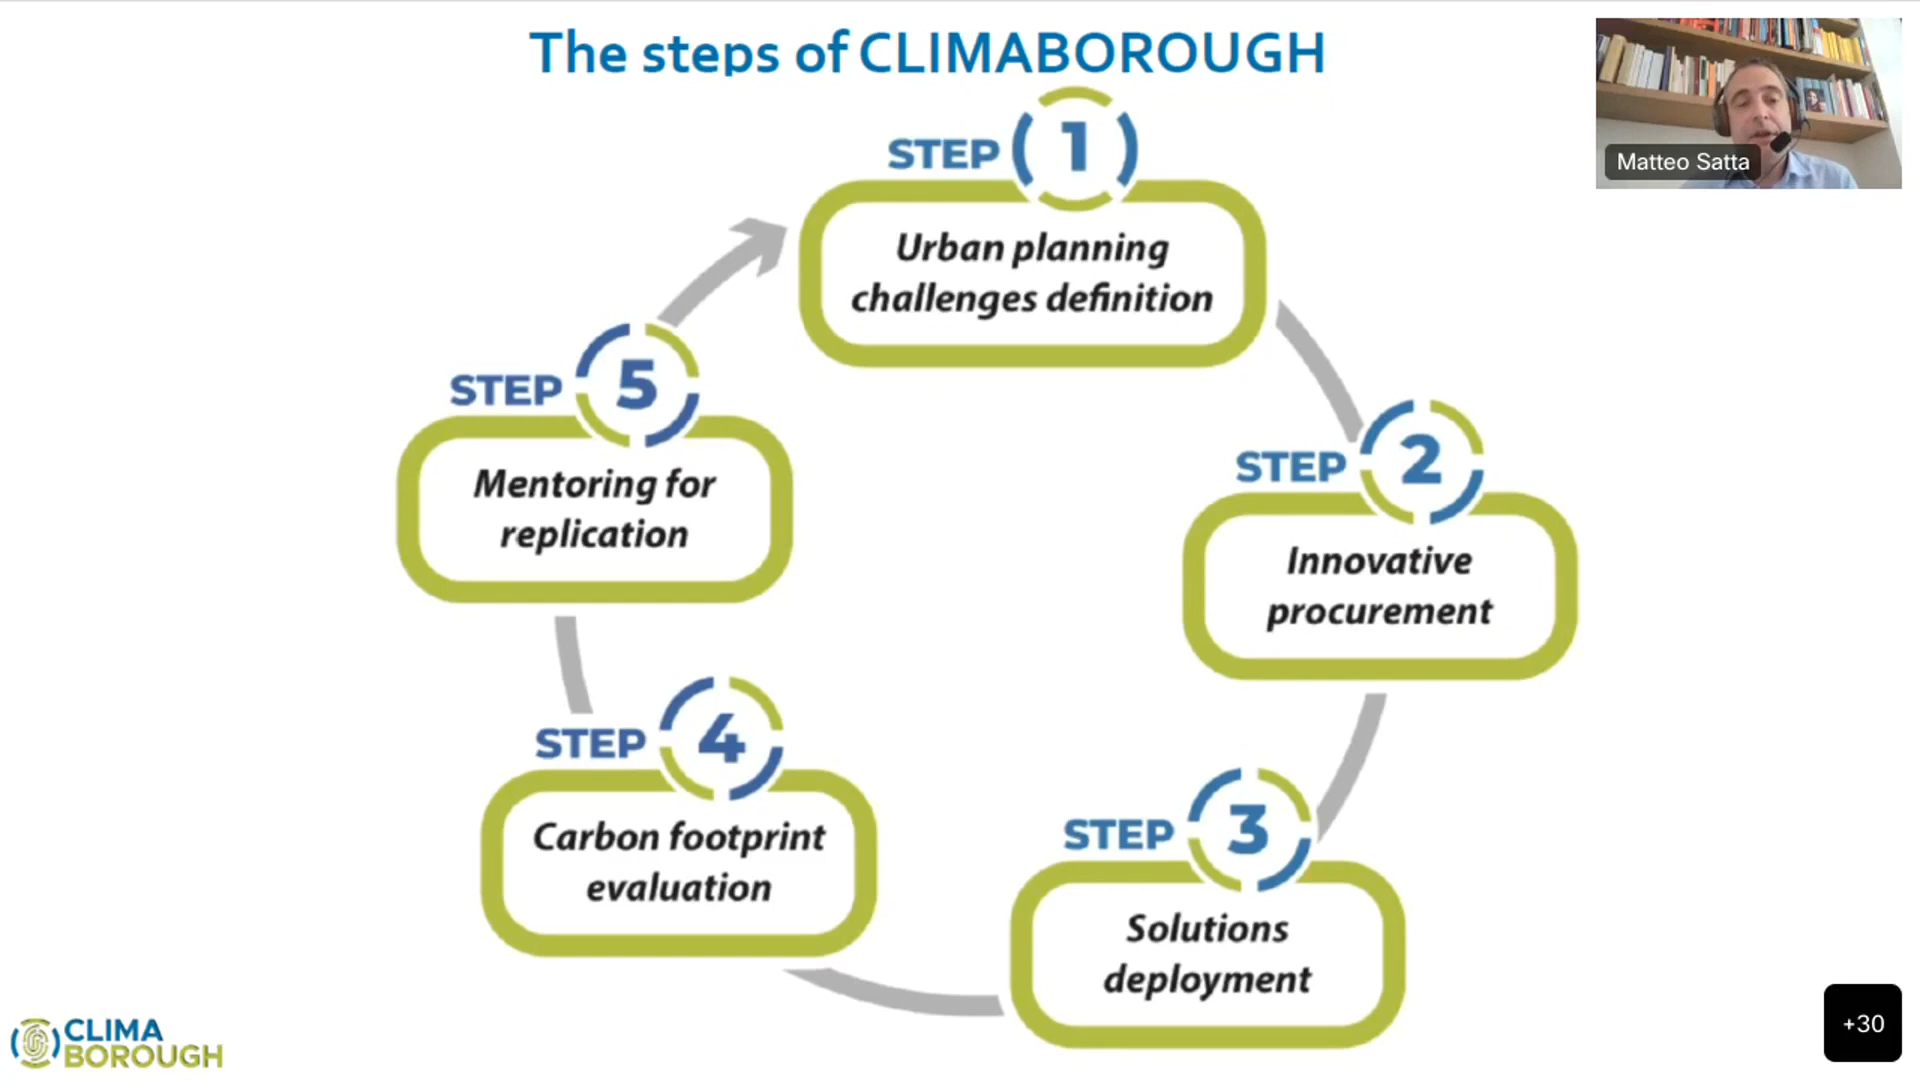 The steps of CLIMABOROUGH
Matteo Satta
STEP 1
Urban planning
challenges definition
STEP 2
Innovative
procurement
STEP 3
Solutions
deployment
STEP 4
Carbon footprint
evaluation
STEP 5
Mentoring for
replication
CLIMA
BOROUGH
+30